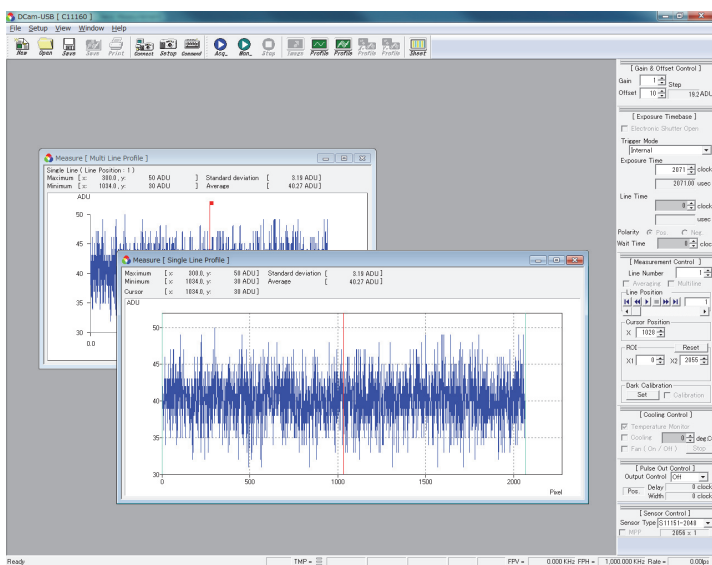 DCam-USB [ C11160 ]
File Setup View Window Help
New Open Save Save Print Connect Setup Command Acq_ Mon_ Stop Image Profile Profile Profile Profile Sheet
Measure [ Multi Line Profile ]
Single Line ( Line Position : 1 )
Maximum [ x: 300.0, y: 50 ADU ] Standard deviation [ 3.19 ADU ]
Minimum [ x: 1034.0, y: 30 ADU ] Average [ 40.27 ADU ]
ADU
50
45
40
35
30
0.0
Measure [ Single Line Profile ]
Maximum [ x: 300.0, y: 50 ADU ] Standard deviation [ 3.19 ADU ]
Minimum [ x: 1034.0, y: 30 ADU ] Average [ 40.27 ADU ]
Cursor [ x: 1034.0, y: 30 ADU ]
ADU
50
45
40
35
30
0 500 1000 1500 2000
Pixel
[ Gain & Offset Control ]
Gain 1 Step
Offset 10 19.2 ADU
[ Exposure Timebase ]
Electronic Shutter Open
Trigger Mode
Internal
Exposure Time
2071 clock
2071.00 usec
Line Time
0 clock
usec
Polarity Pos. Neg.
Wait Time 0 cloc
[ Measurement Control ]
Line Number 1
Averaging Multiline
Line Position
1
Cursor Position
X 1028
ROI Reset
X1 0 X2 2055
Dark Calibration
Set Calibration
[ Cooling Control ]
Temperature Monitor
Cooling 0 deg.C
Fan ( On / Off ) Stop
[ Pulse Out Control ]
Output Control Off
Pos. Delay 0 clock
Width 0 clock
[ Sensor Control ]
Sensor Type S11151-2048
MPP 2056 x 1
Ready TMP = FPV = 0.000 KHz FPH = 1,000.000 KHz Rate = 0.00lps